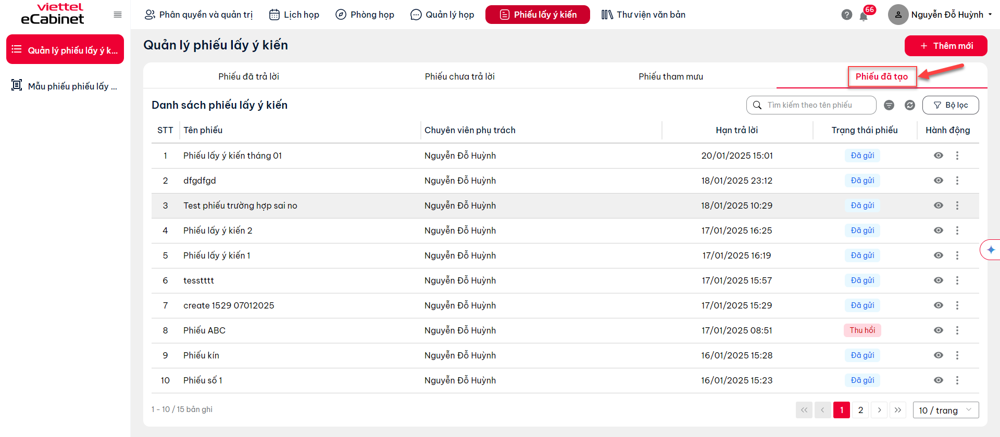 viettel
eCabinet
Phân quyền và quản trị
Lịch họp
Phòng họp
Quản lý họp
Phiếu lấy ý kiến
Thư viện văn bản
?
66
Nguyễn Đỗ Huỳnh
Quản lý phiếu lấy ý k...
Mẫu phiếu phiếu lấy ...
Quản lý phiếu lấy ý kiến
+ Thêm mới
Phiếu đã trả lời
Phiếu chưa trả lời
Phiếu tham mưu
Phiếu đã tạo
Danh sách phiếu lấy ý kiến
Tìm kiếm theo tên phiếu
Bộ lọc
STT Tên phiếu Chuyên viên phụ trách Hạn trả lời Trạng thái phiếu Hành động
1 Phiếu lấy ý kiến tháng 01 Nguyễn Đỗ Huỳnh 20/01/2025 15:01 Đã gửi
2 dfgdfgd Nguyễn Đỗ Huỳnh 18/01/2025 23:12 Đã gửi
3 Test phiếu trường hợp sai no Nguyễn Đỗ Huỳnh 18/01/2025 10:29 Đã gửi
4 Phiếu lấy ý kiến 2 Nguyễn Đỗ Huỳnh 17/01/2025 16:25 Đã gửi
5 Phiếu lấy ý kiến 1 Nguyễn Đỗ Huỳnh 17/01/2025 16:19 Đã gửi
6 tesstttt Nguyễn Đỗ Huỳnh 17/01/2025 15:57 Đã gửi
7 create 1529 07012025 Nguyễn Đỗ Huỳnh 17/01/2025 15:29 Đã gửi
8 Phiếu ABC Nguyễn Đỗ Huỳnh 17/01/2025 08:51 Thu hồi
9 Phiếu kín Nguyễn Đỗ Huỳnh 16/01/2025 15:28 Đã gửi
10 Phiếu số 1 Nguyễn Đỗ Huỳnh 16/01/2025 15:23 Đã gửi
1 - 10 / 15 bản ghi
1 2
10 / trang